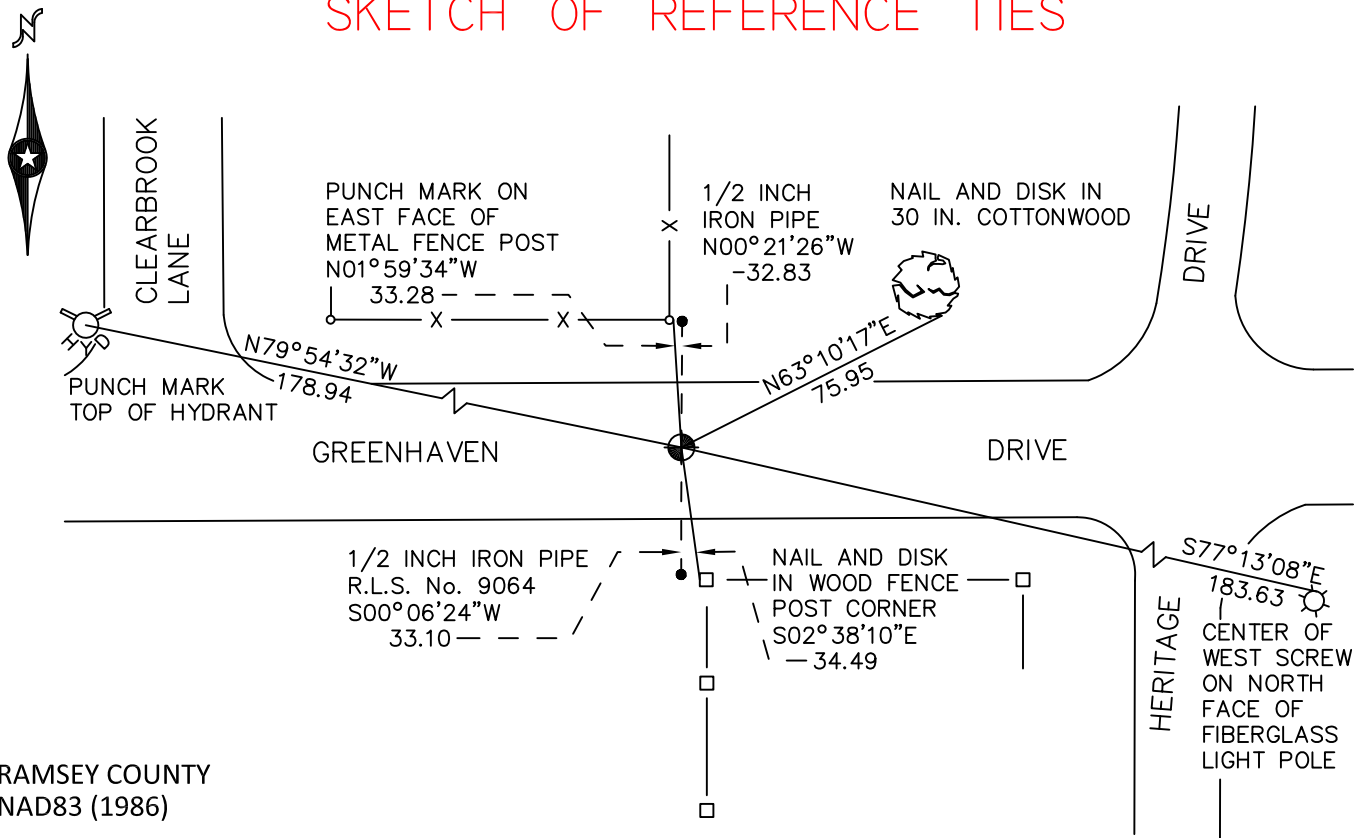 SKETCH OF REFERENCE TIES
N
CLEARBROOK
LANE
PUNCH MARK ON
EAST FACE OF
METAL FENCE POST
N01°59'34"W
33.28
1/2 INCH
IRON PIPE
N00°21'26"W
32.83
NAIL AND DISK IN
30 IN. COTTONWOOD
DRIVE
X
X
X
HYD
PUNCH MARK
TOP OF HYDRANT
N79°54'32"W
178.94
N63°10'17"E
75.95
GREENHAVEN
DRIVE
1/2 INCH IRON PIPE
R.L.S. No. 9064
S00°06'24"W
33.10
NAIL AND DISK
IN WOOD FENCE
POST CORNER
S02°38'10"E
34.49
S77°13'08"E
183.63
HERITAGE
CENTER OF
WEST SCREW
ON NORTH
FACE OF
FIBERGLASS
LIGHT POLE
RAMSEY COUNTY
NAD83 (1986)